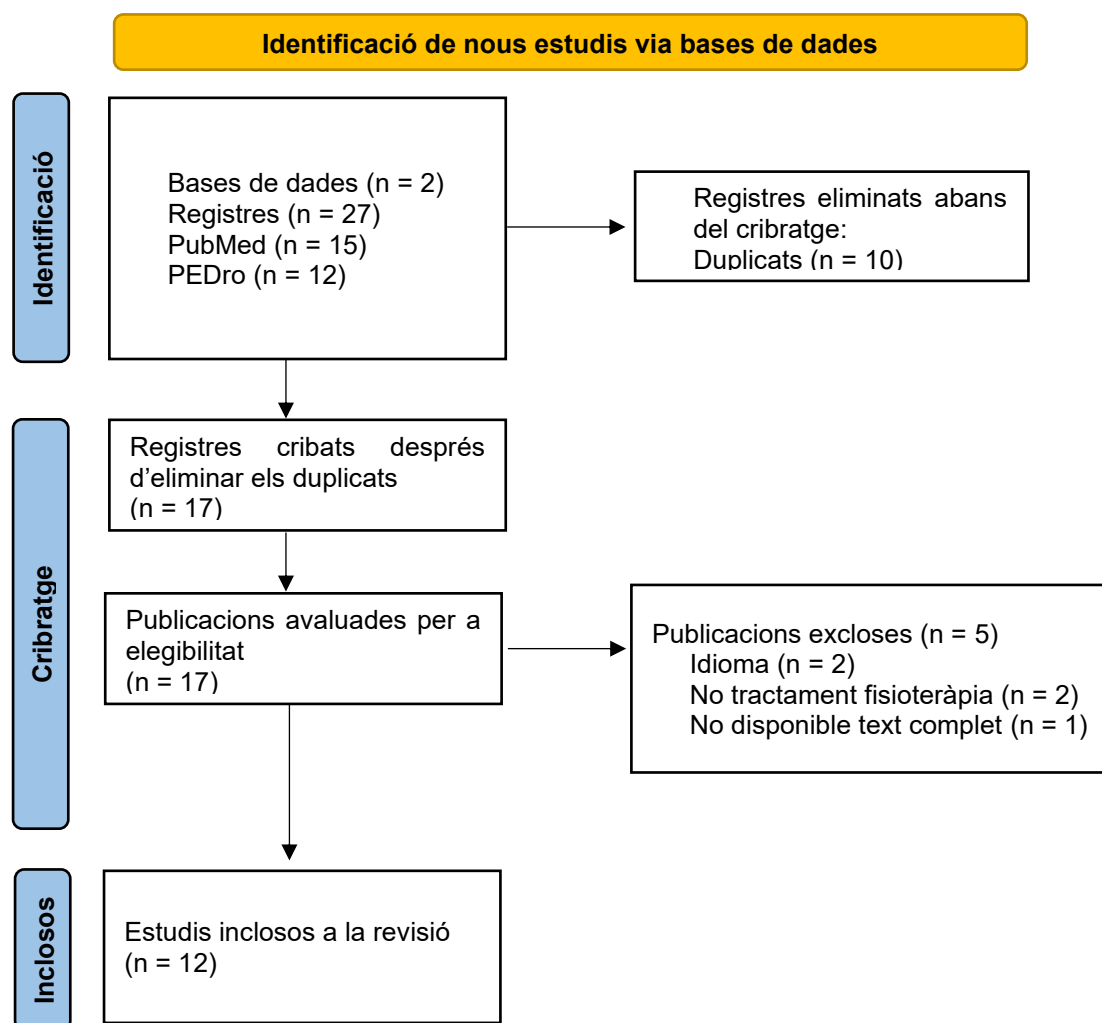 Identificació de nous estudis via bases de dades
Identificació
Bases de dades (n = 2)
Registres (n = 27)
PubMed (n = 15)
PEDro (n = 12)
Registres eliminats abans
del cribratge:
Duplicats (n = 10)
Cribratge
Registres cribats després
d’eliminar els duplicats
(n = 17)
Publicacions avaluades per a
elegibilitat
(n = 17)
Publicacions excloses (n = 5)
Idioma (n = 2)
No tractament fisioteràpia (n = 2)
No disponible text complet (n = 1)
Inclosos
Estudis inclosos a la revisió
(n = 12)